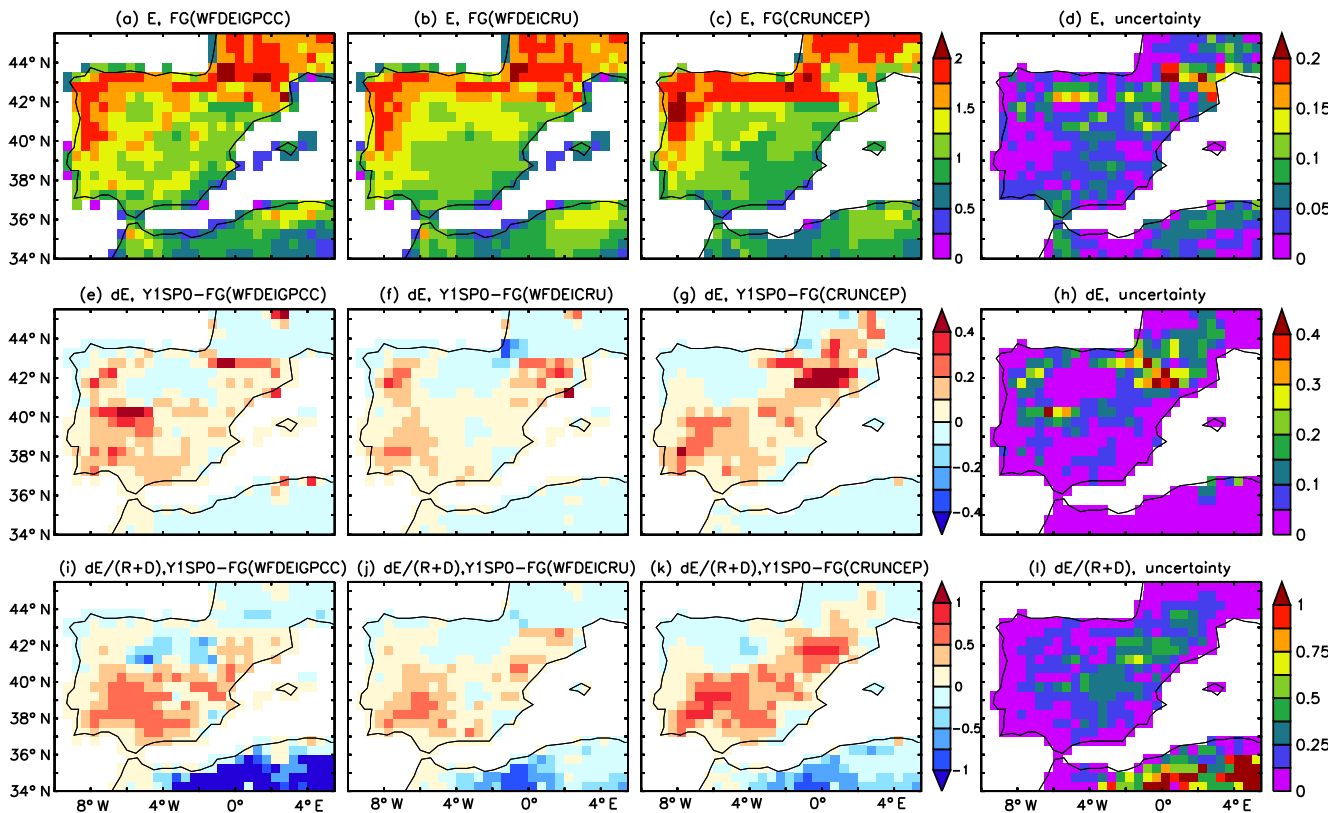 (a) E, FG(WFDEIGPCC) (b) E, FG(WFDEICRU) (c) E, FG(CRUNCEP) (d) E, uncertainty
44° N 2 0.2
42° N 1.5 0.15
40° N 1 0.1
38° N
36° N 0.5 0.05
34° N 0 0
(e) dE, Y1SP0-FG(WFDEIGPCC) (f) dE, Y1SP0-FG(WFDEICRU) (g) dE, Y1SP0-FG(CRUNCEP) (h) dE, uncertainty
44° N 0.4 0.4
42° N 0.2 0.3
40° N 0 0.2
38° N -0.2
36° N 0.1
34° N -0.4 0
(i) dE/(R+D),Y1SP0-FG(WFDEIGPCC) (j) dE/(R+D),Y1SP0-FG(WFDEICRU) (k) dE/(R+D),Y1SP0-FG(CRUNCEP) (l) dE/(R+D), uncertainty
44° N 1 1
42° N 0.5 0.75
40° N 0 0.5
38° N -0.5
36° N 0.25
34° N -1 0
8° W 4° W 0° 4° E 8° W 4° W 0° 4° E 8° W 4° W 0° 4° E 8° W 4° W 0° 4° E